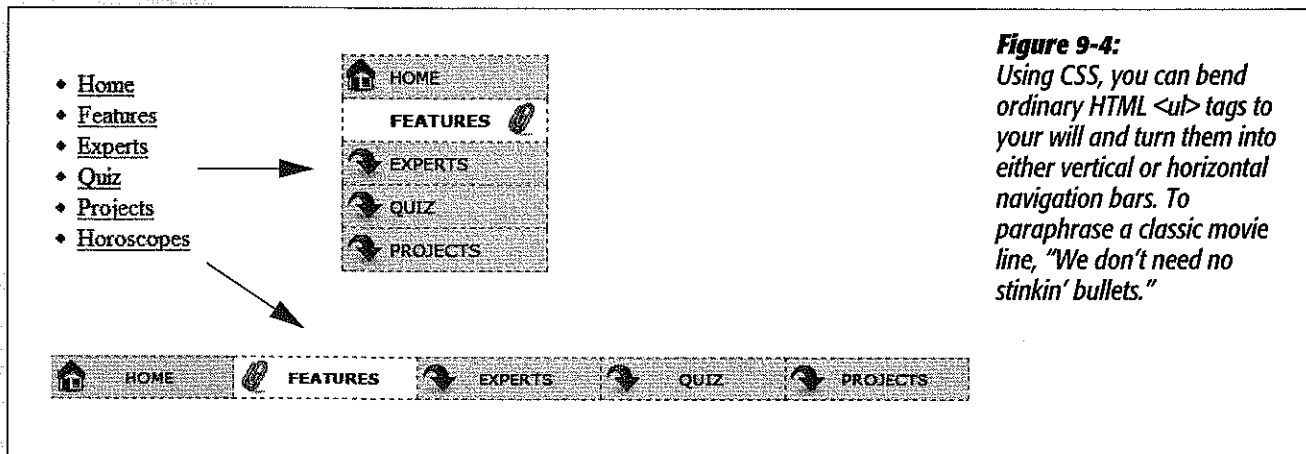 • Home
• Features
• Experts
• Quiz
• Projects
• Horoscopes
HOME
FEATURES
EXPERTS
QUIZ
PROJECTS
HOME FEATURES EXPERTS QUIZ PROJECTS
Figure 9-4:
Using CSS, you can bend
ordinary HTML <ul> tags to
your will and turn them into
either vertical or horizontal
navigation bars. To
paraphrase a classic movie
line, “We don’t need no
stinkin’ bullets.”